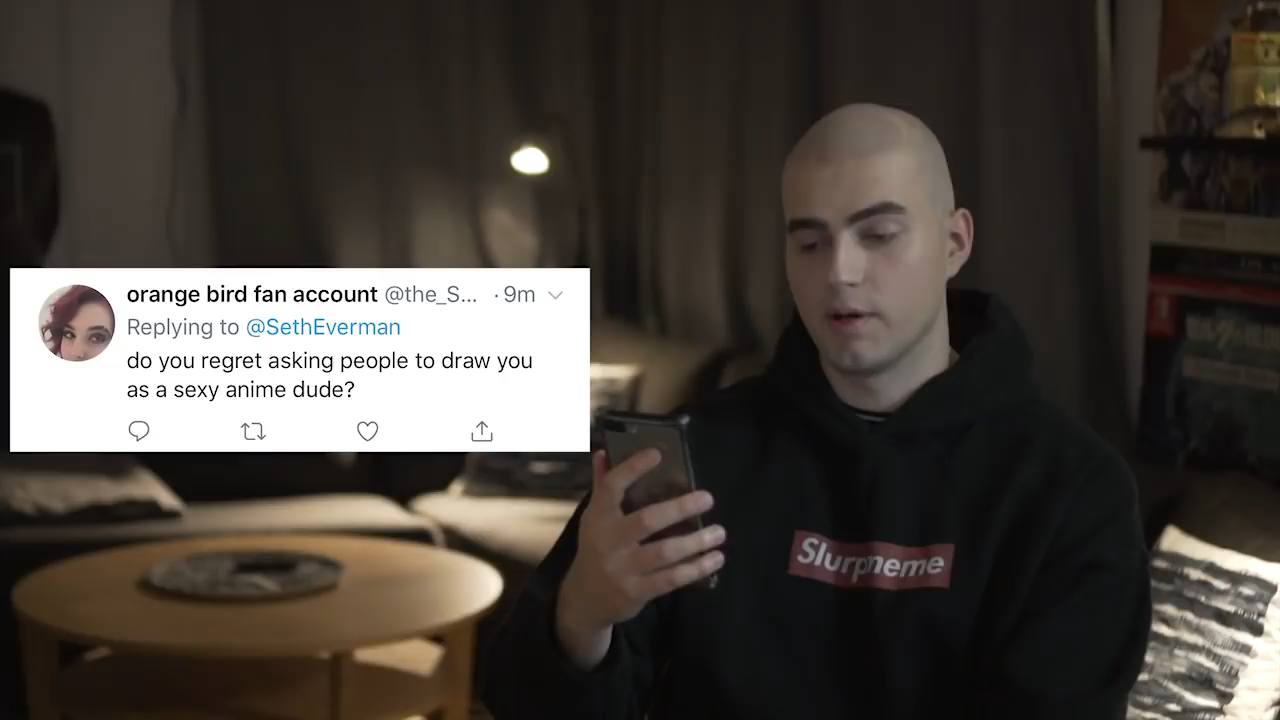 orange bird fan account @the_S... · 9m
Replying to @SethEverman
do you regret asking people to draw you
as a sexy anime dude?
Slurpmeme